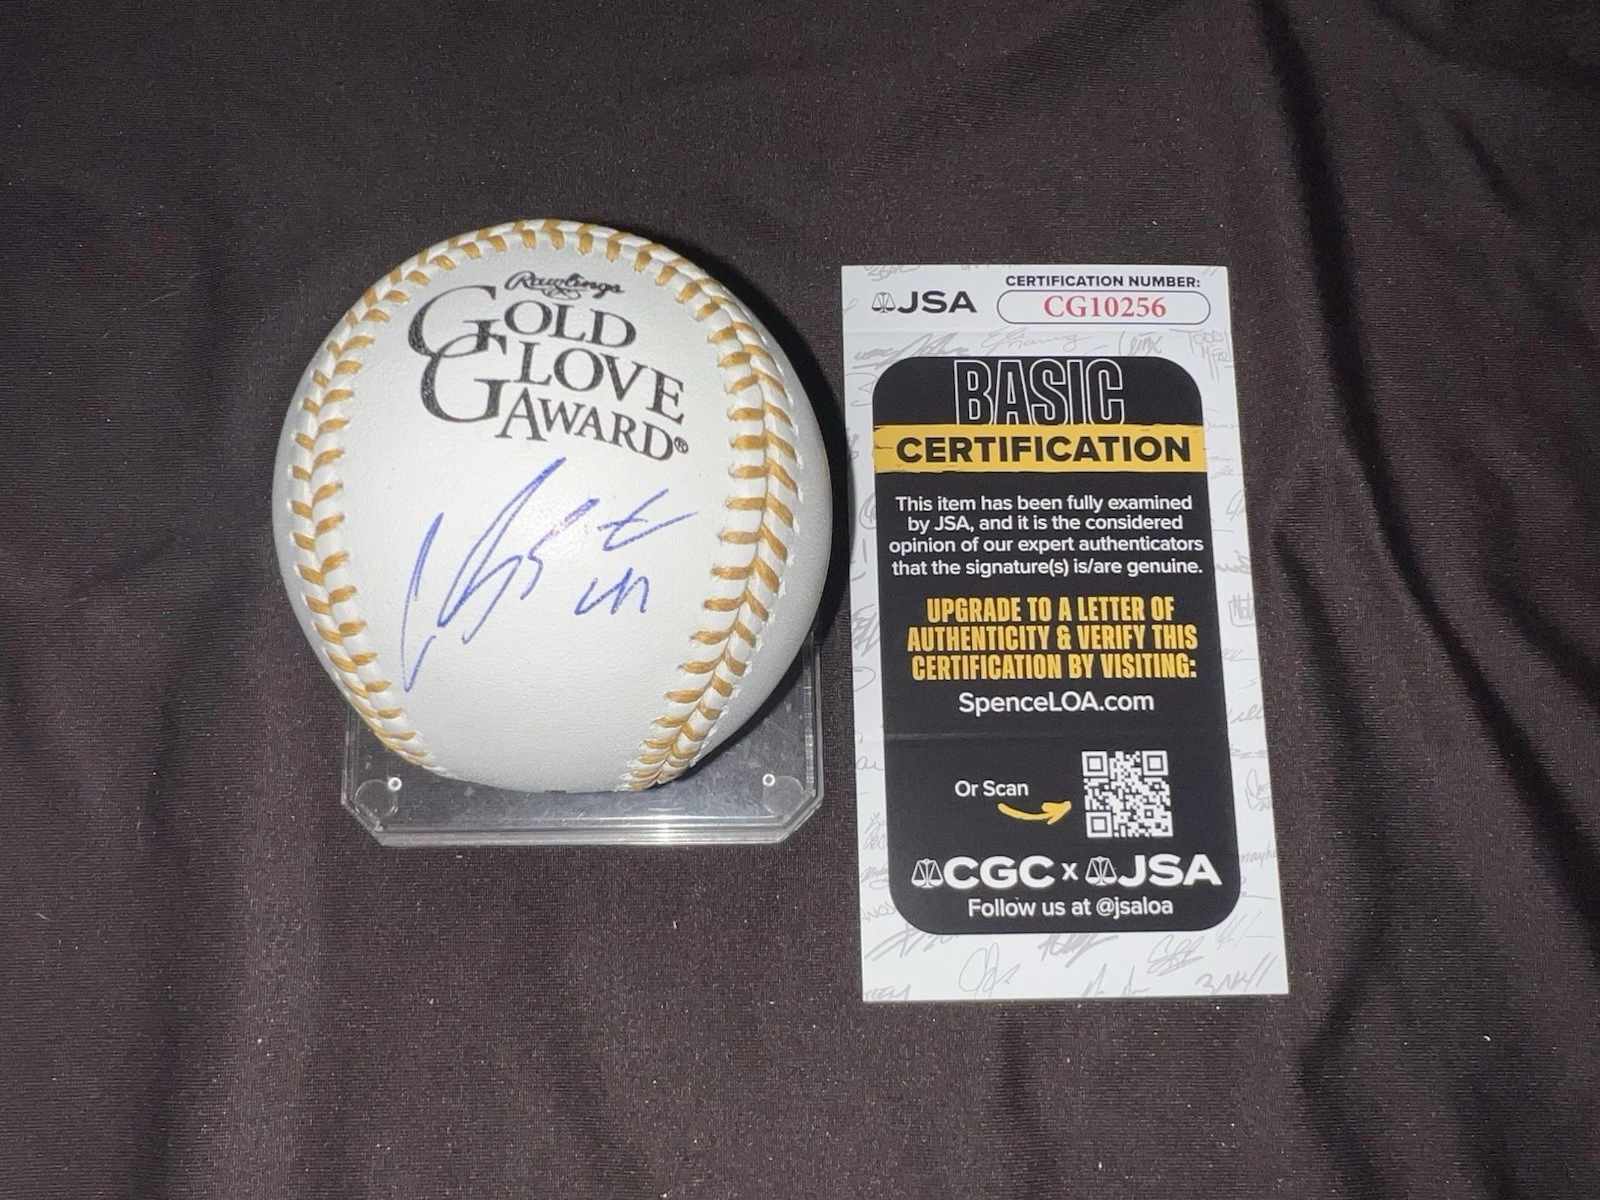 Rawlings
GOLD
GLOVE
AWARD®
JSA
CERTIFICATION NUMBER:
CG10256
BASIC
CERTIFICATION
This item has been fully examined
by JSA, and it is the considered
opinion of our expert authenticators
that the signature(s) is/are genuine.
UPGRADE TO A LETTER OF
AUTHENTICITY & VERIFY THIS
CERTIFICATION BY VISITING:
SpenceLOA.com
Or Scan
CGC x JSA
Follow us at @jsaloa